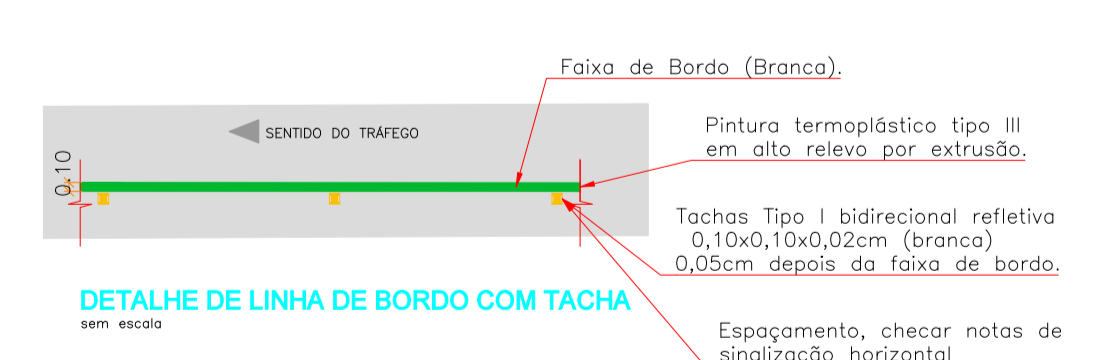 Faixa de Bordo (Branca).
SENTIDO DO TRÁFEGO
Pintura termoplástico tipo III
em alto relevo por extrusão.
0.10
Tachas Tipo I bidirecional refletiva
0,10x0,10x0,02cm (branca)
0,05cm depois da faixa de bordo.
DETALHE DE LINHA DE BORDO COM TACHA
sem escala
Espaçamento, checar notas de
sinalização horizontal